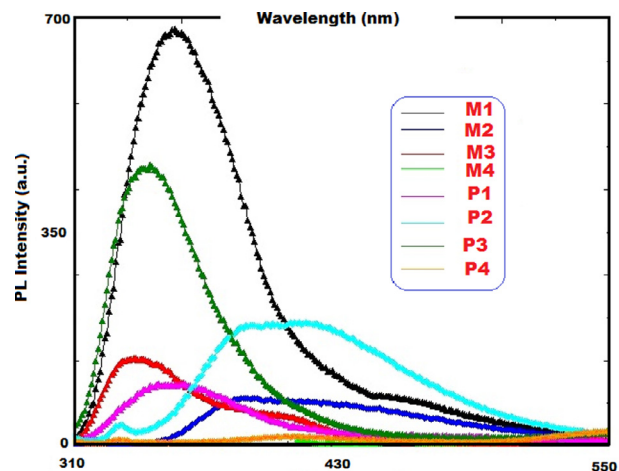 Wavelength (nm)
700
350
0
PL Intensity (a.u.)
M1
M2
M3
M4
P1
P2
P3
P4
310
430
550